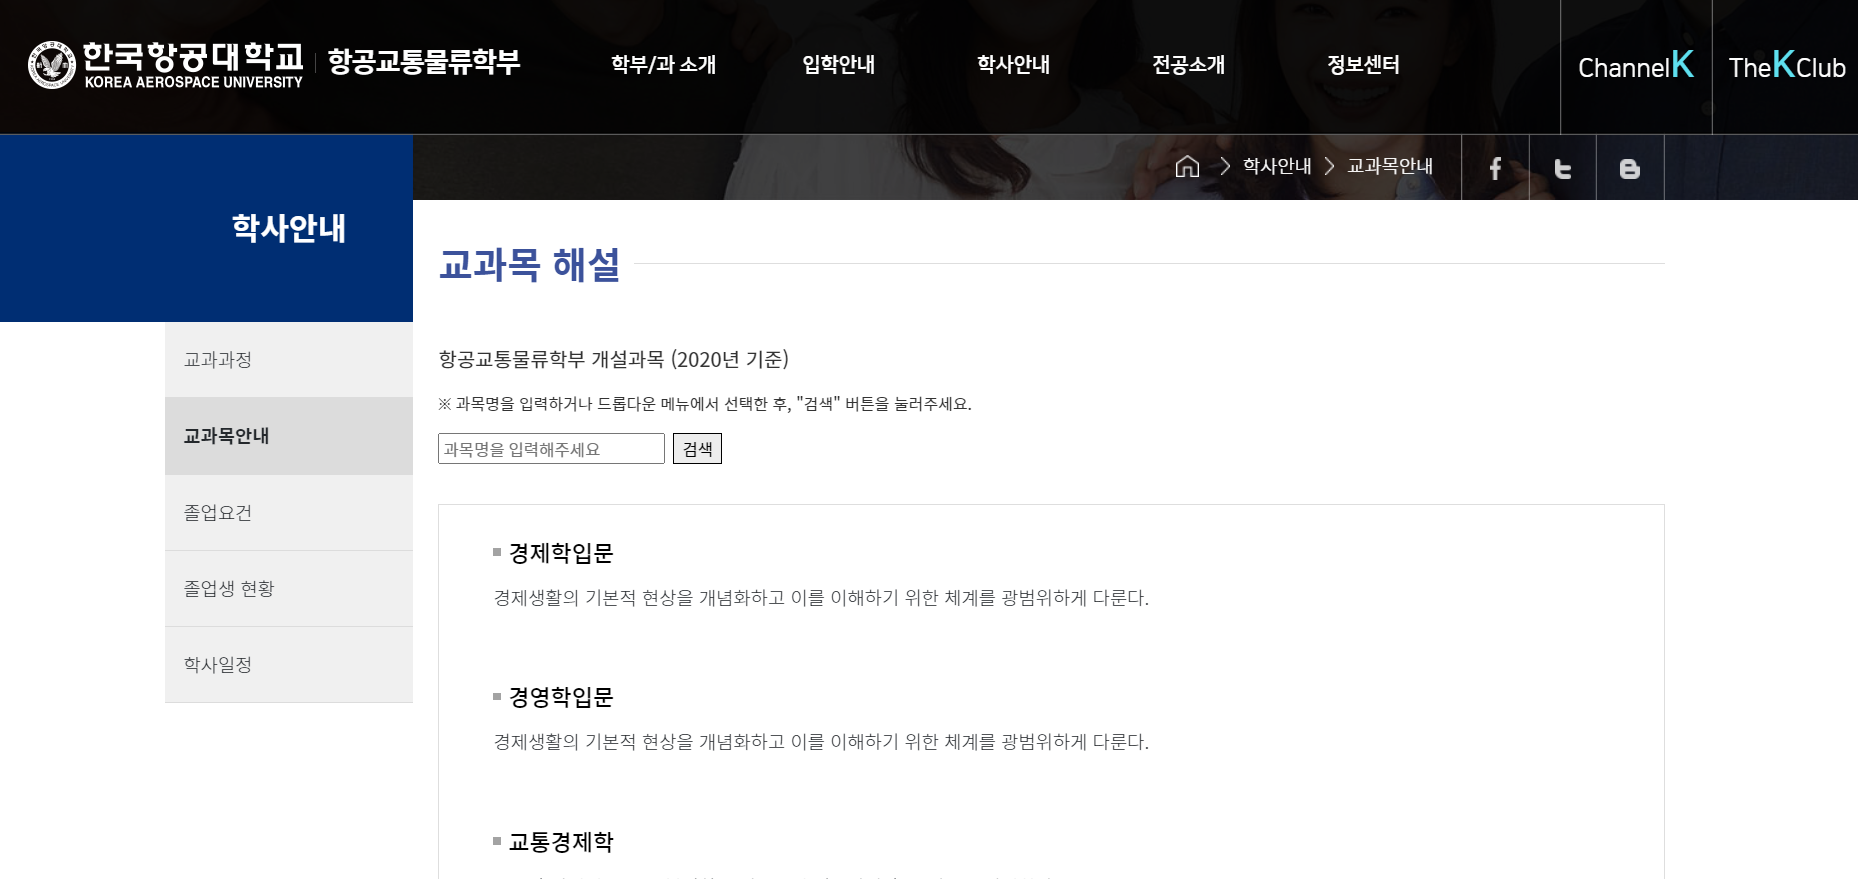 한국항공대학교
KOREA AEROSPACE UNIVERSITY
항공교통물류학부
학부/과 소개
입학안내
학사안내
전공소개
정보센터
ChannelK
TheKClub
학사안내
교과목안내
학사안내
교과과정
교과목안내
졸업요건
졸업생 현황
학사일정
교과목 해설
항공교통물류학부 개설과목 (2020년 기준)
※ 과목명을 입력하거나 드롭다운 메뉴에서 선택한 후, "검색" 버튼을 눌러주세요.
과목명을 입력해주세요
검색
경제학입문
경제생활의 기본적 현상을 개념화하고 이를 이해하기 위한 체계를 광범위하게 다룬다.
경영학입문
경제생활의 기본적 현상을 개념화하고 이를 이해하기 위한 체계를 광범위하게 다룬다.
교통경제학